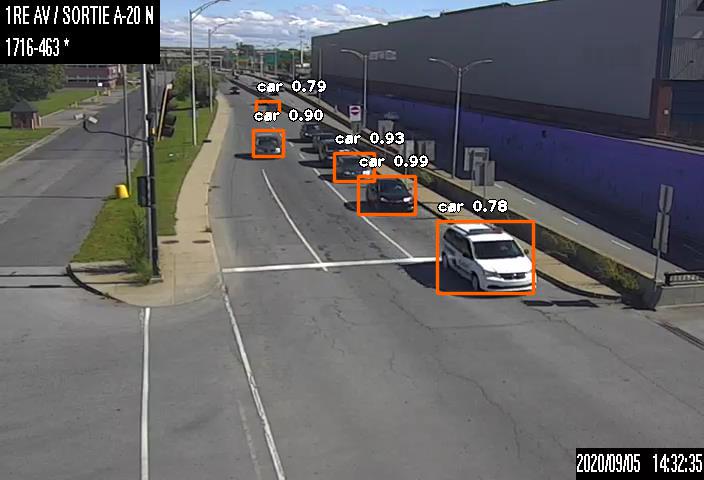 1RE AV / SORTIE A-20 N
1716-463 *
car 0.79
car 0.90
car 0.93
car 0.99
car 0.78
2020/09/05 14:32:35